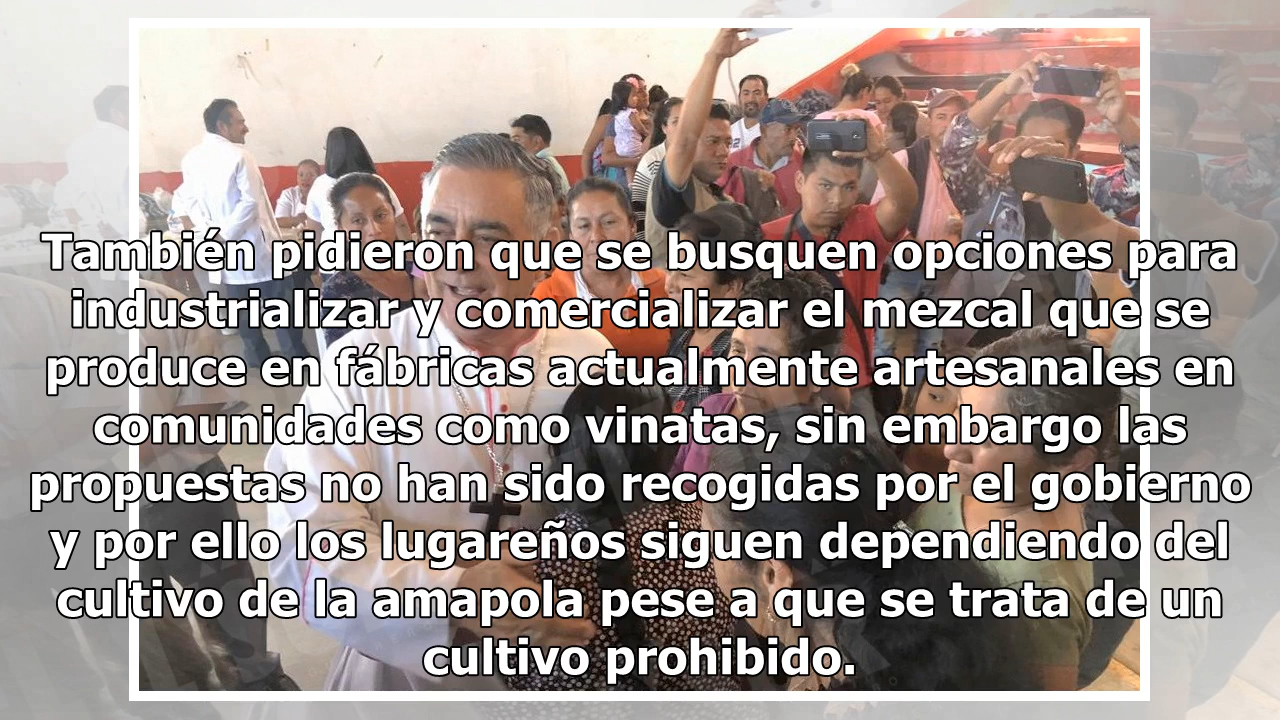 También pidieron que se busquen opciones para
industrializar y comercializar el mezcal que se
produce en fábricas actualmente artesanales en
comunidades como vinatas, sin embargo las
propuestas no han sido recogidas por el gobierno
y por ello los lugareños siguen dependiendo del
cultivo de la amapola pese a que se trata de un
cultivo prohibido.